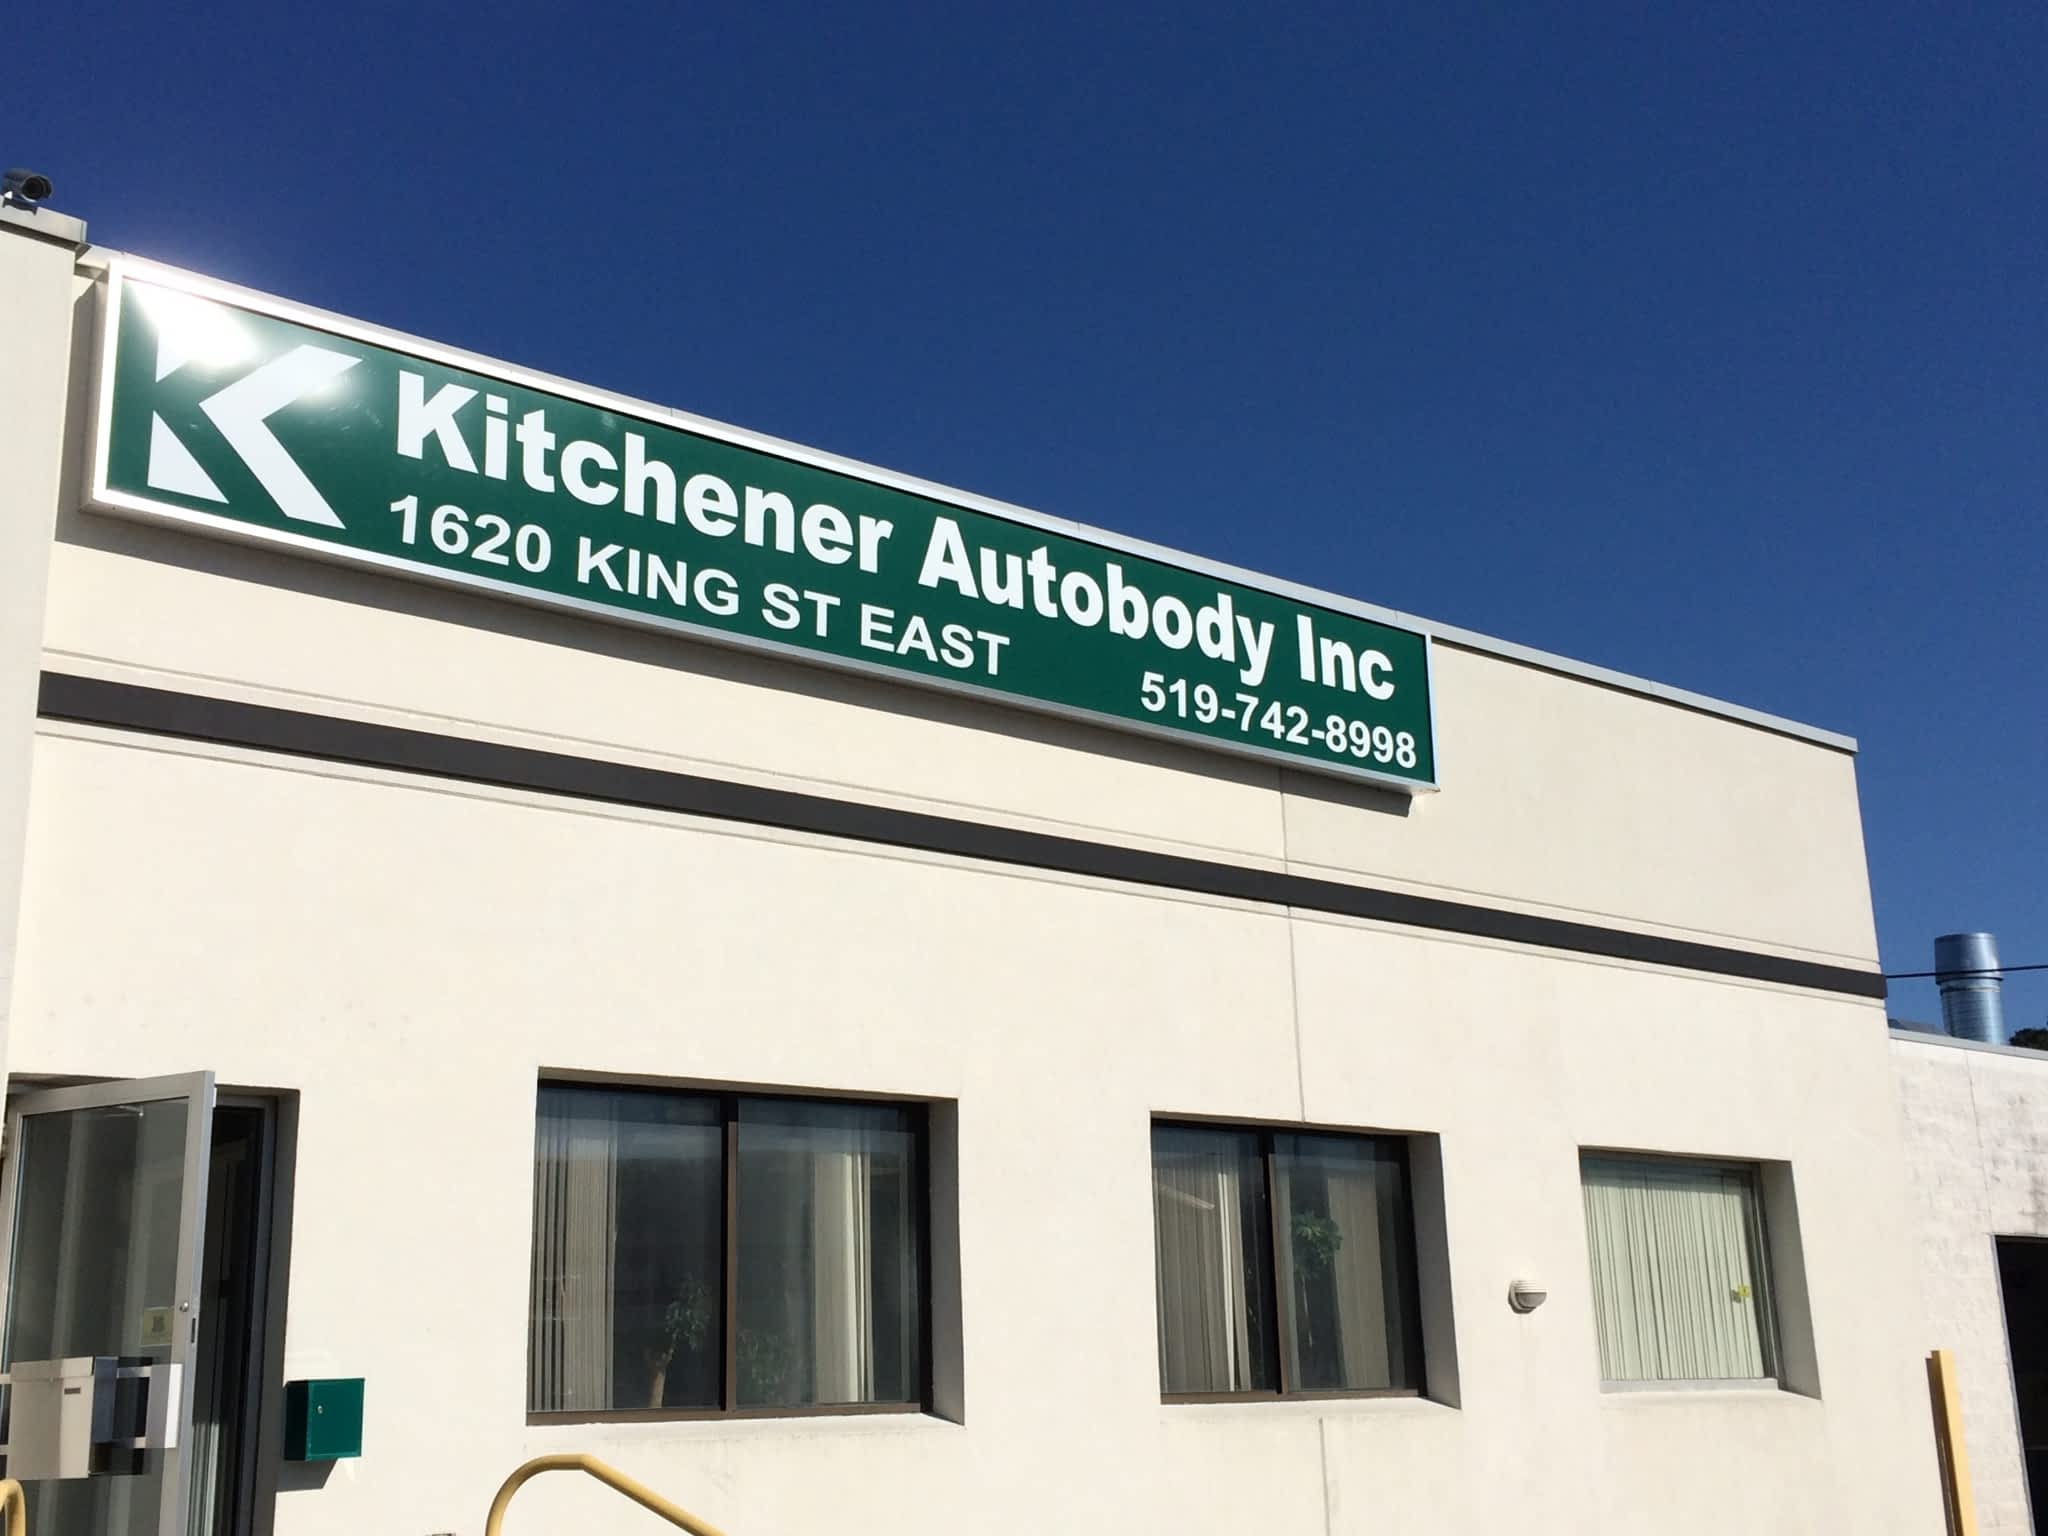 K Kitchener Autobody Inc
1620 KING ST EAST
519-742-8998